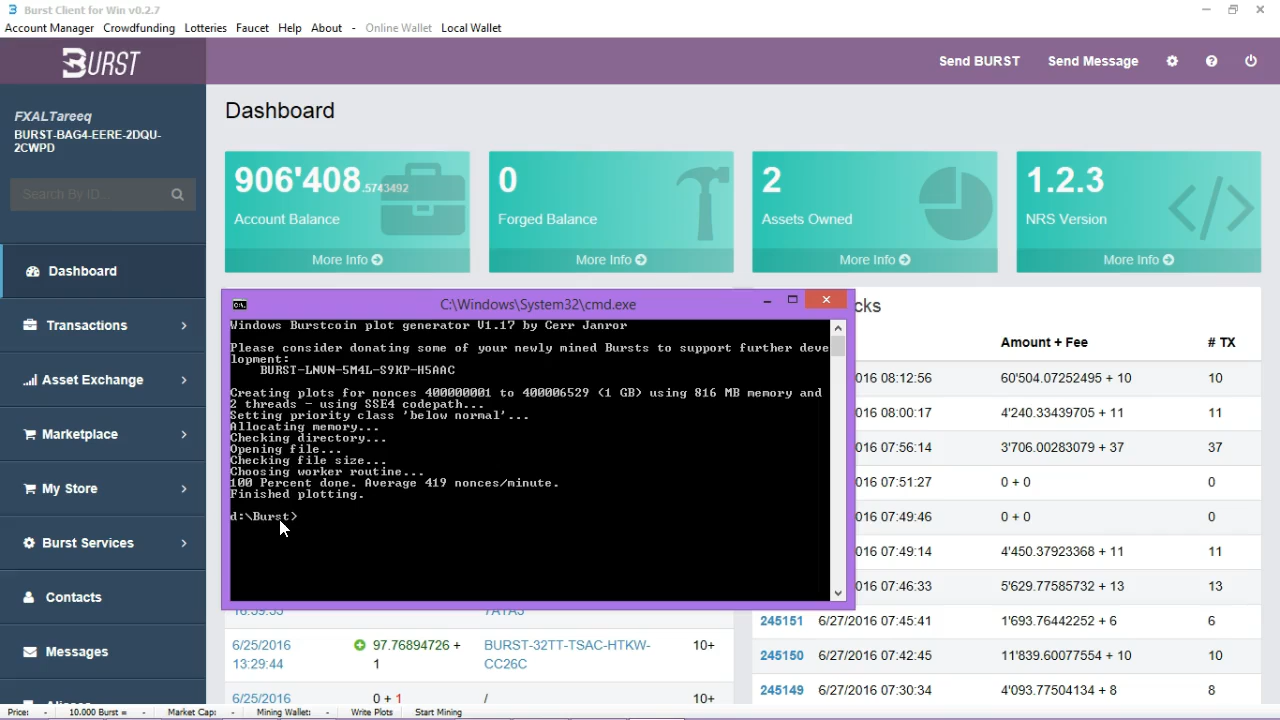 Burst Client for Win v0.2.7
Account Manager Crowdfunding Lotteries Faucet Help About - Online Wallet Local Wallet
BURST
Send BURST Send Message
FXALTareeq
BURST-BAG4-EERE-2DQU-
2CWPD
Search By ID...
Dashboard
Transactions
Asset Exchange
Marketplace
My Store
Burst Services
Contacts
Messages
Dashboard
906'408.5743492
Account Balance
More Info
0
Forged Balance
More Info
2
Assets Owned
More Info
1.2.3
NRS Version
More Info
C:\Windows\System32\cmd.exe
Windows Burstcoin plot generator V1.17 by Cerr Janror
Please consider donating some of your newly mined Bursts to support further deve
lopment:
BURST-LNVN-5M4L-S9KP-H5AAC
Creating plots for nonces 400000001 to 400006529 (1 GB) using 816 MB memory and
2 threads - using SSE4 codepath...
Setting priority class 'below normal'...
Allocating memory...
Checking directory...
Opening file...
Checking file size...
Choosing worker routine...
100 Percent done. Average 419 nonces/minute.
Finished plotting.
d:\Burst>
cks
Amount + Fee # TX
016 08:12:56 60'504.07252495 + 10 10
016 08:00:17 4'240.33439705 + 11 11
016 07:56:14 3'706.00283079 + 37 37
016 07:51:27 0 + 0 0
016 07:49:46 0 + 0 0
016 07:49:14 4'450.37923368 + 11 11
016 07:46:33 5'629.77585732 + 13 13
245151 6/27/2016 07:45:41 1'693.76442252 + 6 6
245150 6/27/2016 07:42:45 11'839.60077554 + 10 10
245149 6/27/2016 07:30:34 4'093.77504134 + 8 8
6/25/2016 97.76894726 + BURST-32TT-TSAC-HTKW- 10+
13:29:44 1 CC26C
6/25/2016 0 + 1 / 10+
Price: - 10.000 Burst = - Market Cap: - Mining Wallet: - Write Plots Start Mining